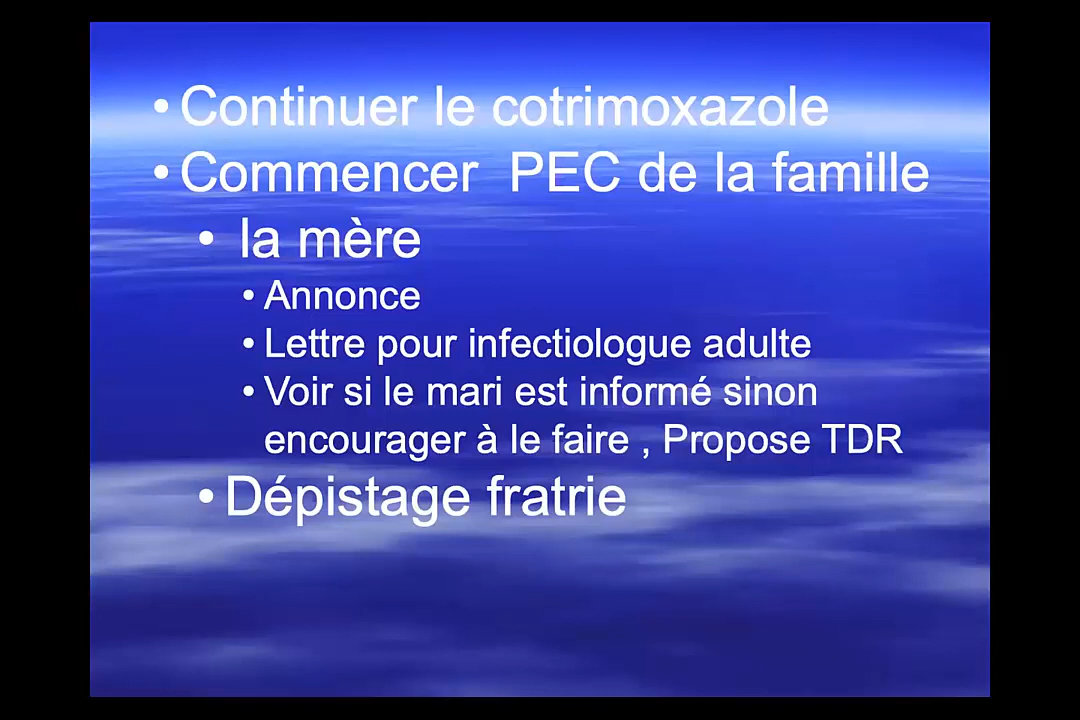 • Continuer le cotrimoxazole
• Commencer PEC de la famille
• la mère
• Annonce
• Lettre pour infectiologue adulte
• Voir si le mari est informé sinon
encourager à le faire , Propose TDR
• Dépistage fratrie